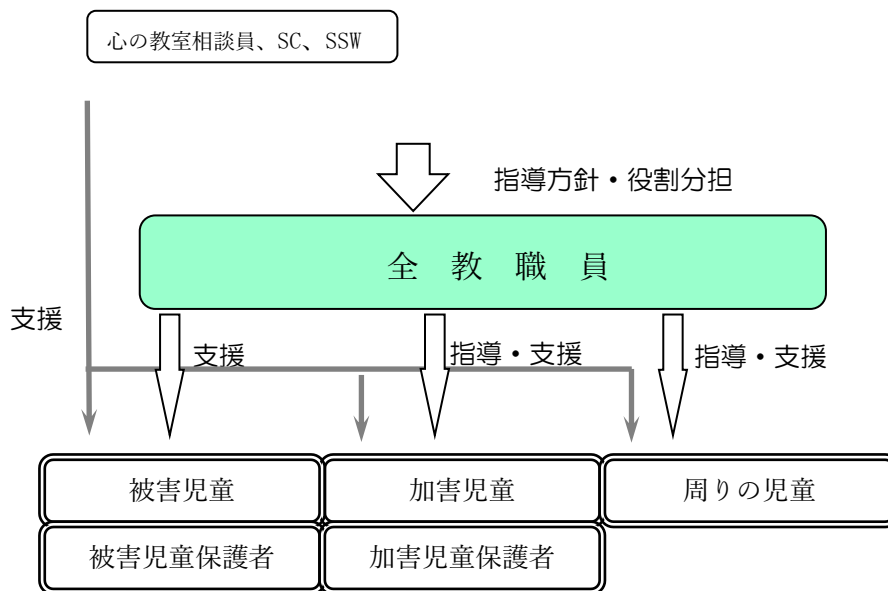 心の教室相談員、SC、SSW
指導方針・役割分担
全　教　職　員
支援
支援
指導・支援
指導・支援
被害児童
加害児童
周りの児童
被害児童保護者
加害児童保護者